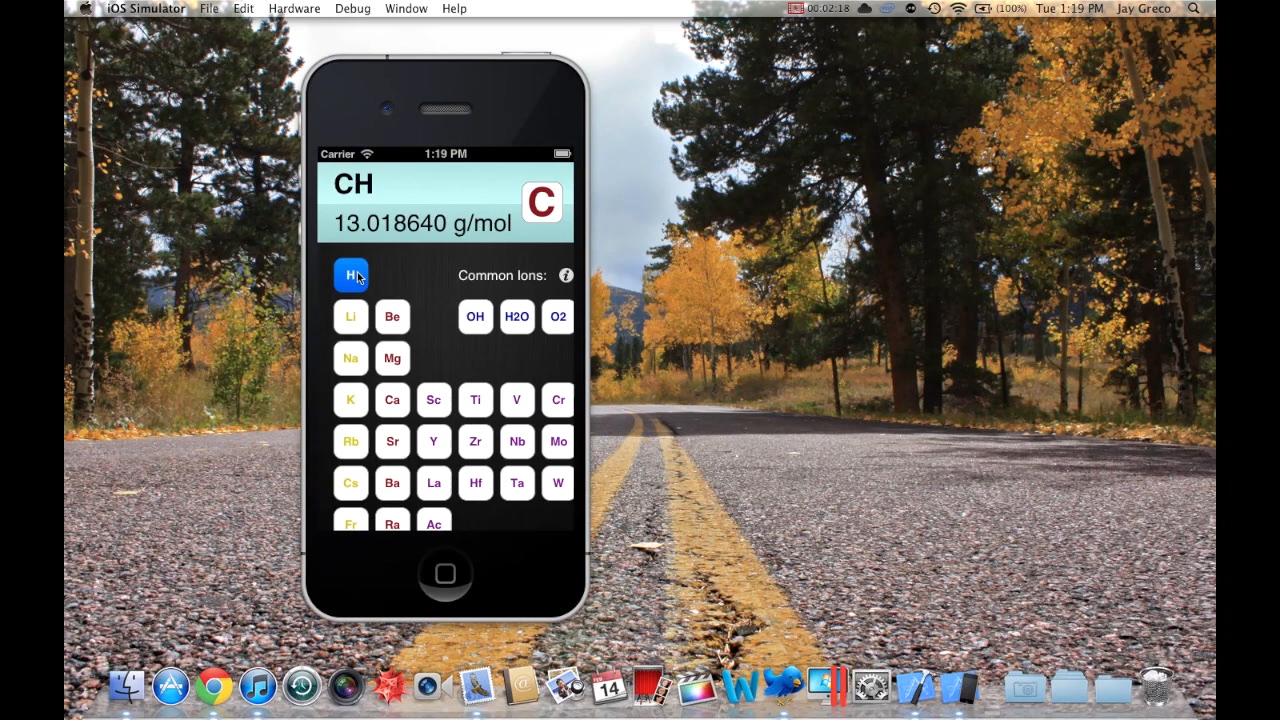 iOS Simulator File Edit Hardware Debug Window Help 00:02:18 (100%) Tue 1:19 PM Jay Greco
Carrier 1:19 PM
CH
13.018640 g/mol
C
H Common Ions: i
Li Be OH H2O O2
Na Mg
K Ca Sc Ti V Cr
Rb Sr Y Zr Nb Mo
Cs Ba La Hf Ta W
Fr Ra Ac
FEB
14
W